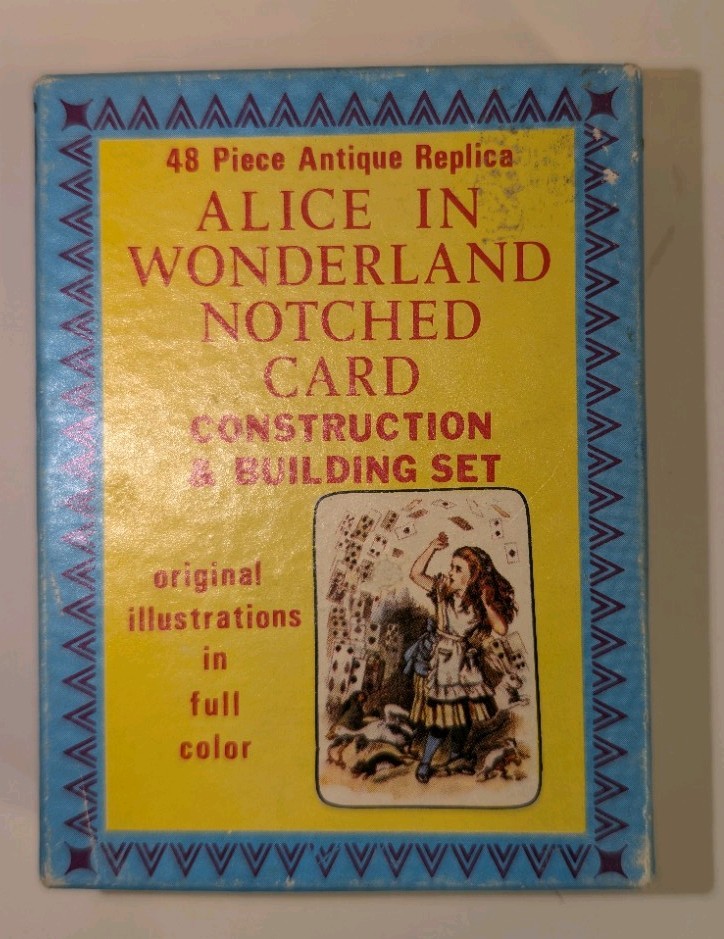 48 Piece Antique Replica
ALICE IN
WONDERLAND
NOTCHED
CARD
CONSTRUCTION
& BUILDING SET
original
illustrations
in
full
color